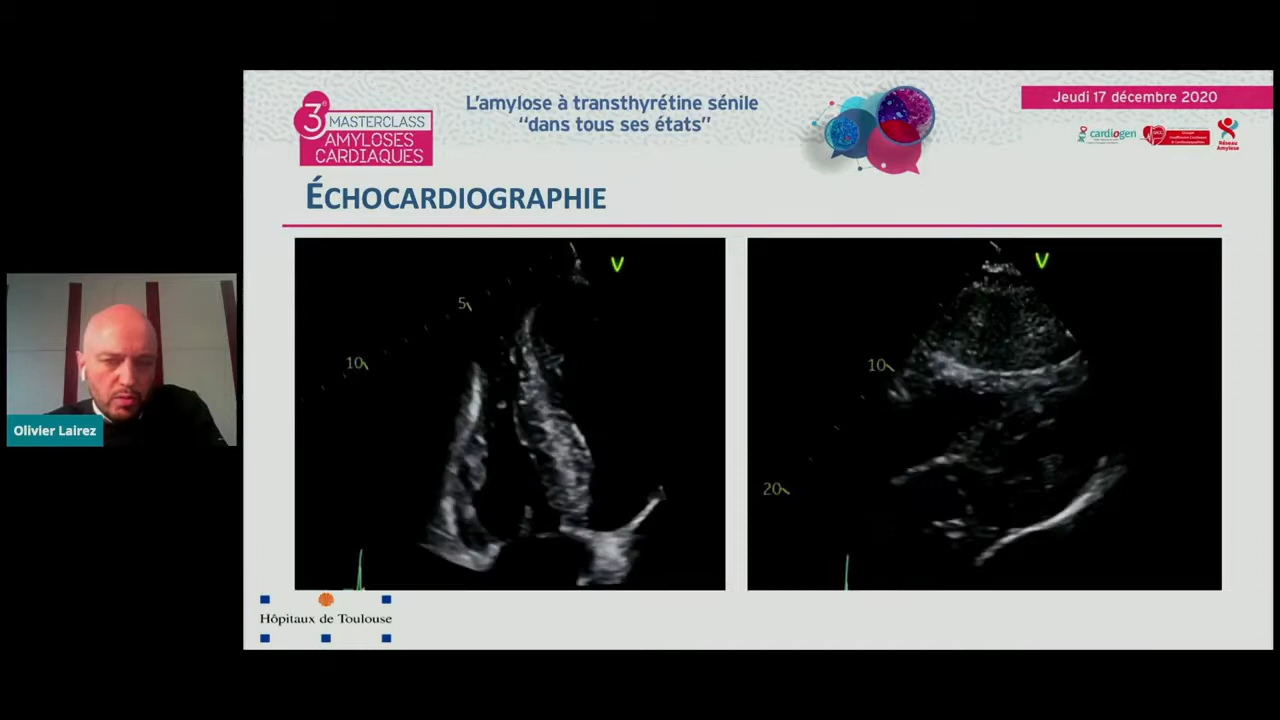 3e
MASTERCLASS
AMYLOSES
CARDIAQUES
L'amylose à transthyrétine sénile
"dans tous ses états"
Jeudi 17 décembre 2020
cardiogen
Réseau
Amylose
ÉCHOCARDIOGRAPHIE
V
5
10
V
10
20
Olivier Lairez
Hôpitaux de Toulouse